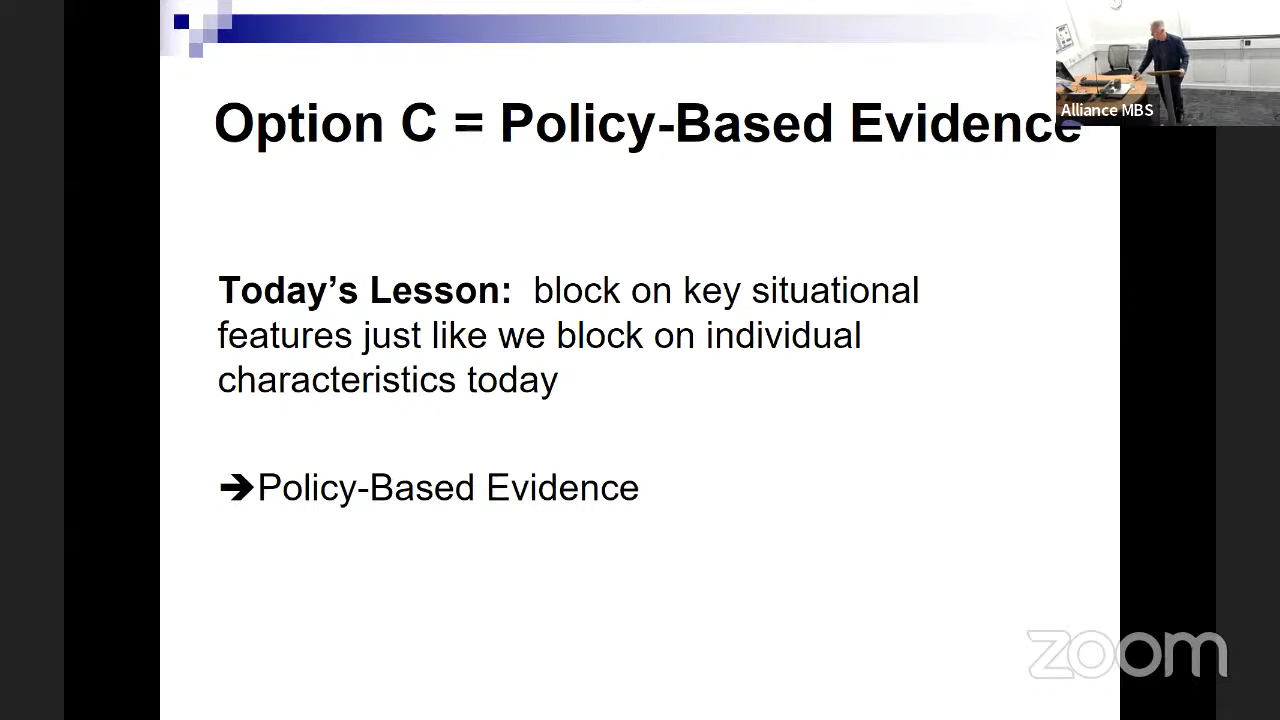 Option C = Policy-Based Evidence
Alliance MBS
Today's Lesson: block on key situational
features just like we block on individual
characteristics today
➔Policy-Based Evidence
zoom